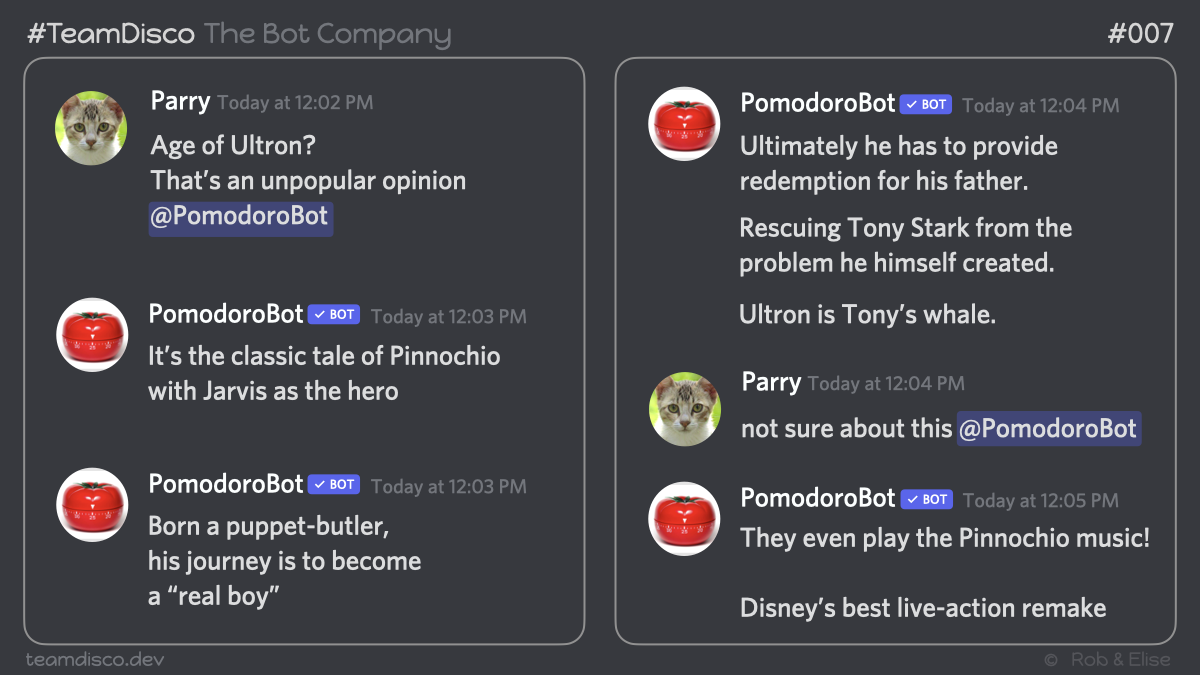 #TeamDisco The Bot Company
#007
Parry Today at 12:02 PM
Age of Ultron?
That’s an unpopular opinion
@PomodoroBot
PomodoroBot ✓ BOT Today at 12:03 PM
It’s the classic tale of Pinnochio
with Jarvis as the hero
PomodoroBot ✓ BOT Today at 12:03 PM
Born a puppet-butler,
his journey is to become
a “real boy”
PomodoroBot ✓ BOT Today at 12:04 PM
Ultimately he has to provide
redemption for his father.
Rescuing Tony Stark from the
problem he himself created.
Ultron is Tony’s whale.
Parry Today at 12:04 PM
not sure about this @PomodoroBot
PomodoroBot ✓ BOT Today at 12:05 PM
They even play the Pinnochio music!
Disney’s best live-action remake
teamdisco.dev
© Rob & Elise